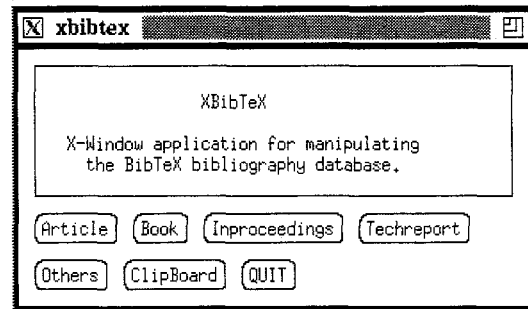 xbibtex
XBibTeX
X-Window application for manipulating
the BibTeX bibliography database.
Article Book Inproceedings Techreport
Others ClipBoard QUIT